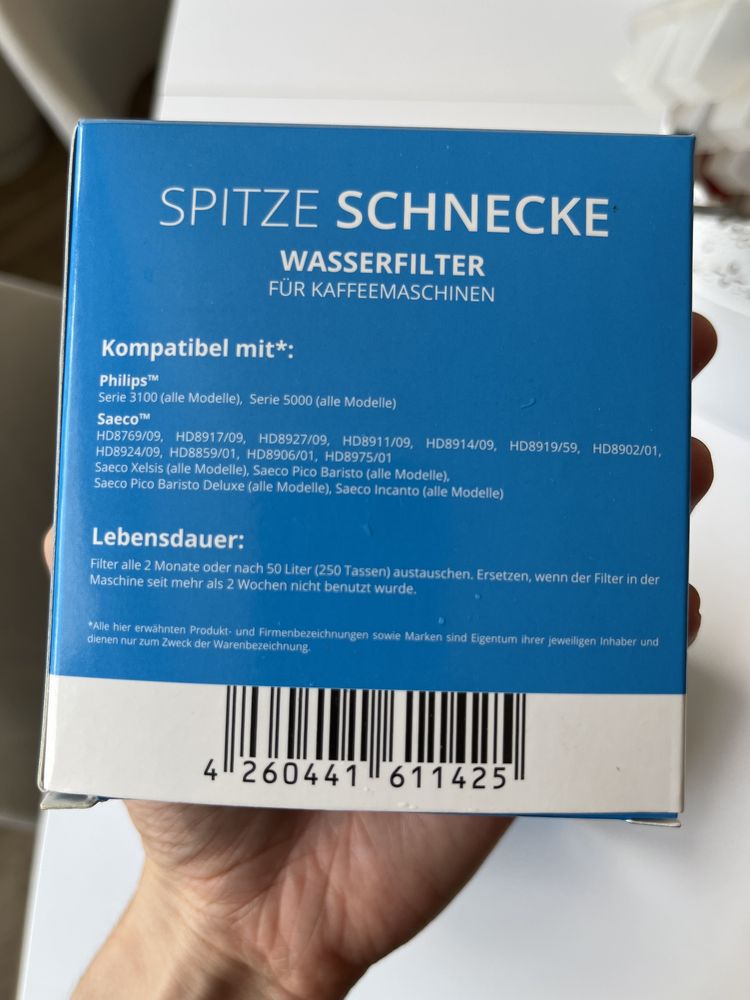 SPITZE SCHNECKE
WASSERFILTER
FÜR KAFFEEMASCHINEN
Kompatibel mit*:
Philips™
Serie 3100 (alle Modelle), Serie 5000 (alle Modelle)
Saeco™
HD8769/09, HD8917/09, HD8927/09, HD8911/09, HD8914/09, HD8919/59, HD8902/01,
HD8924/09, HD8859/01, HD8906/01, HD8975/01
Saeco Xelsis (alle Modelle), Saeco Pico Baristo (alle Modelle),
Saeco Pico Baristo Deluxe (alle Modelle), Saeco Incanto (alle Modelle)
Lebensdauer:
Filter alle 2 Monate oder nach 50 Liter (250 Tassen) austauschen. Ersetzen, wenn der Filter in der
Maschine seit mehr als 2 Wochen nicht benutzt wurde.
*Alle hier erwähnten Produkt- und Firmenbezeichnungen sowie Marken sind Eigentum ihrer jeweiligen Inhaber und
dienen nur zum Zweck der Warenbezeichnung.
4 260441 611425